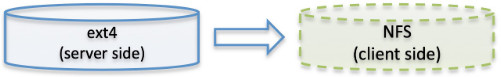 ext4
(server side)
NFS
(client side)